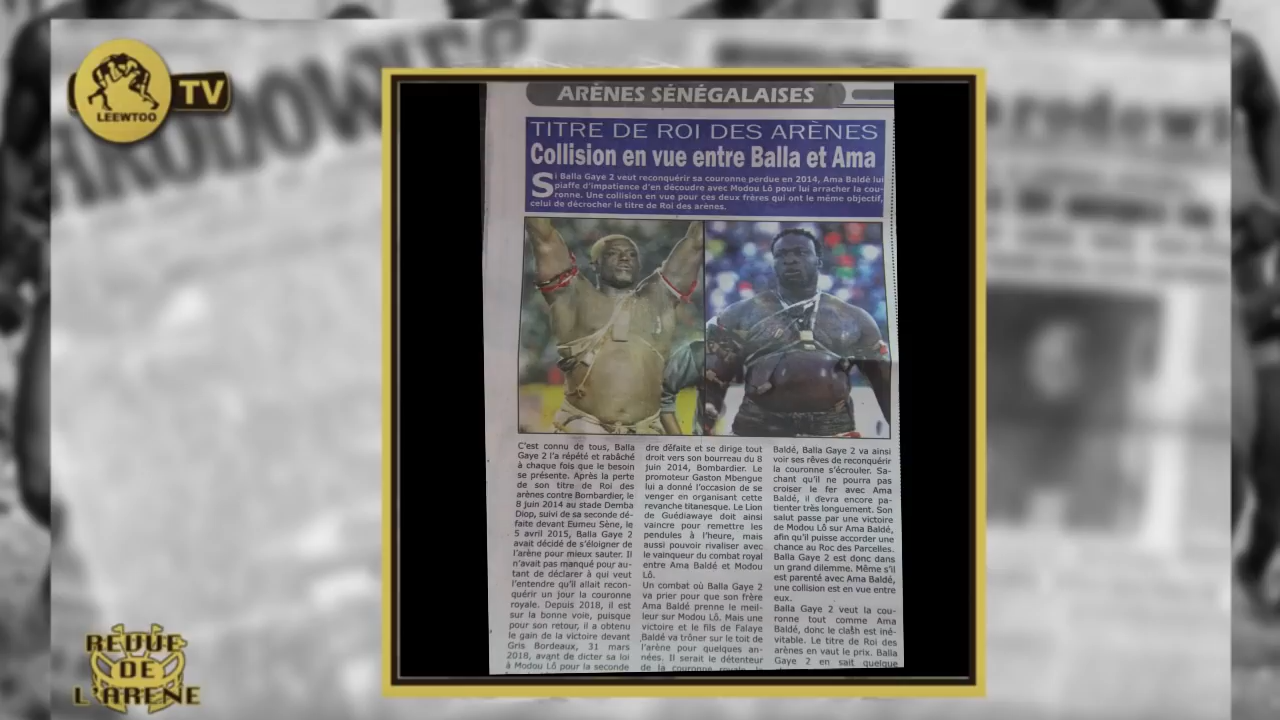 TV
LEEWTOO
ARÈNES SÉNÉGALAISES
TITRE DE ROI DES ARÈNES
Collision en vue entre Balla et Ama
Si Balla Gaye 2 veut reconquérir sa couronne perdue en 2014, Ama Baldé lui
piaffe d'impatience d'en découdre avec Modou Lô pour lui arracher la cou-
ronne. Une collision en vue pour ces deux frères qui ont le même objectif,
celui de décrocher le titre de Roi des arènes.
C'est connu de tous, Balla
Gaye 2 l'a répété et rabâché
à chaque fois que le besoin
se présente. Après la perte
de son titre de Roi des
arènes contre Bombardier, le
8 juin 2014 au stade Demba
Diop, suivi de sa seconde dé-
faite devant Eumeu Sène, le
5 avril 2015, Balla Gaye 2
avait décidé de s'éloigner de
l'arène pour mieux sauter. Il
n'avait pas manqué pour au-
tant de déclarer à qui veut
l'entendre qu'il allait recon-
quérir un jour la couronne
royale. Depuis 2018, il est
sur la bonne voie, puisque
pour son retour, il a obtenu
le gain de la victoire devant
Gris Bordeaux, 31 mars
2018, avant de dicter sa loi
à Modou Lô pour la seconde
dre défaite et se dirige tout
droit vers son bourreau du 8
juin 2014, Bombardier. Le
promoteur Gaston Mbengue
lui a donné l'occasion de se
venger en organisant cette
revanche titanesque. Le Lion
de Guédiawaye doit ainsi
vaincre pour remettre les
pendules à l'heure, mais
aussi pouvoir rivaliser avec
le vainqueur du combat royal
entre Ama Baldé et Modou
Lô.
Un combat où Balla Gaye 2
va prier pour que son frère
Ama Baldé prenne le meil-
leur sur Modou Lô. Mais une
victoire et le fils de Falaye
Baldé va trôner sur le toit de
l'arène pour quelques an-
nées. Il serait le détenteur
de la couronne royale, le
Baldé, Balla Gaye 2 va ainsi
voir ses rêves de reconquérir
la couronne s'écrouler. Sa-
chant qu'il ne pourra pas
croiser le fer avec Ama
Baldé, il devra encore pa-
tienter très longuement. Son
salut passe par une victoire
de Modou Lô sur Ama Baldé,
afin qu'il puisse accorder une
chance au Roc des Parcelles.
Balla Gaye 2 est donc dans
un grand dilemme. Même s'il
est parenté avec Ama Baldé,
une collision est en vue entre
eux.
Balla Gaye 2 veut la cou-
ronne tout comme Ama
Baldé, donc le clash est iné-
vitable. Le titre de Roi des
arènes en vaut le prix. Balla
Gaye 2 en sait quelque
REVUE
DE
L'ARENE